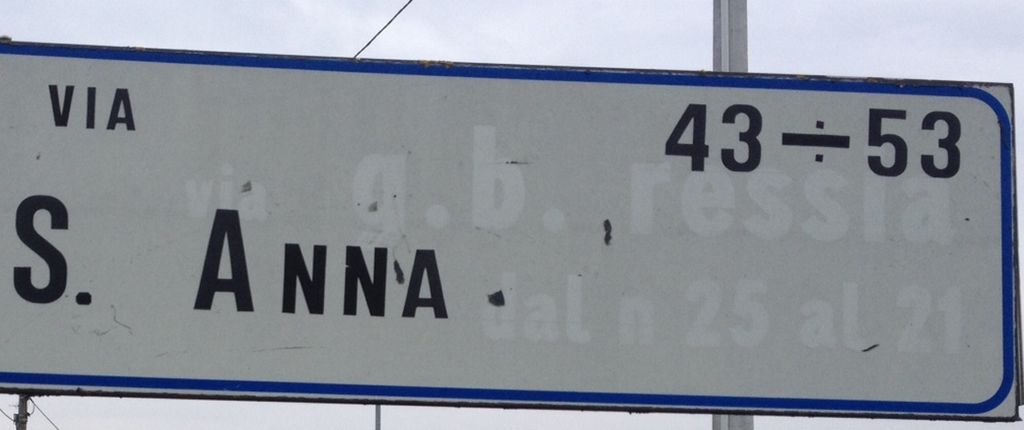 VIA 43÷53
S. ANNA
via g.b. ressia
dal n 25 al 21